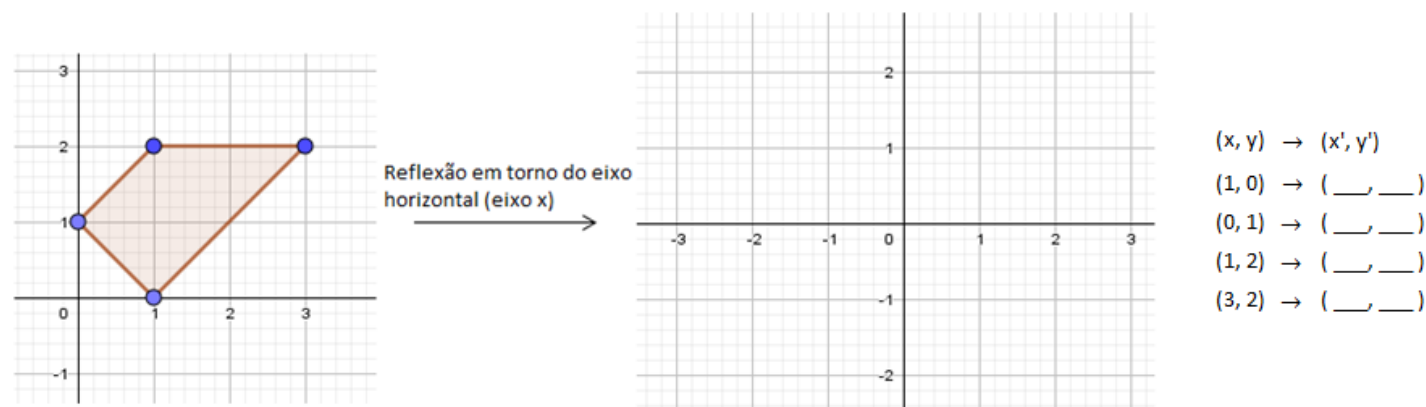 3
2
1
0
1
2
3
-1
Reflexão em torno do eixo
horizontal (eixo x)
2
1
-3
-2
-1
0
1
2
3
-1
-2
(x, y) → (x', y')
(1, 0) → ( ___, ___ )
(0, 1) → ( ___, ___ )
(1, 2) → ( ___, ___ )
(3, 2) → ( ___, ___ )